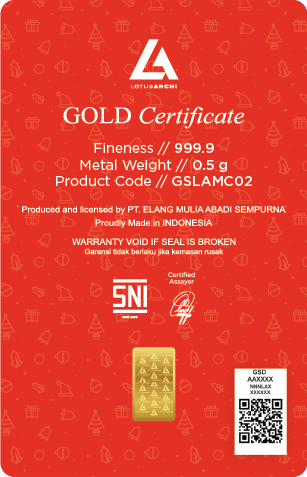 LOTUSARCHI
GOLD Certificate
Fineness // 999.9
Metal Weight // 0.5 g
Product Code // GSLAMC02
Produced and licensed by PT. ELANG MULIA ABADI SEMPURNA
Proudly Made in INDONESIA
WARRANTY VOID IF SEAL IS BROKEN
Garansi tidak berlaku jika kemasan rusak
Certified
Assayer
SNI
GSD
AAXXXX
NNNLAX
XXXXXX